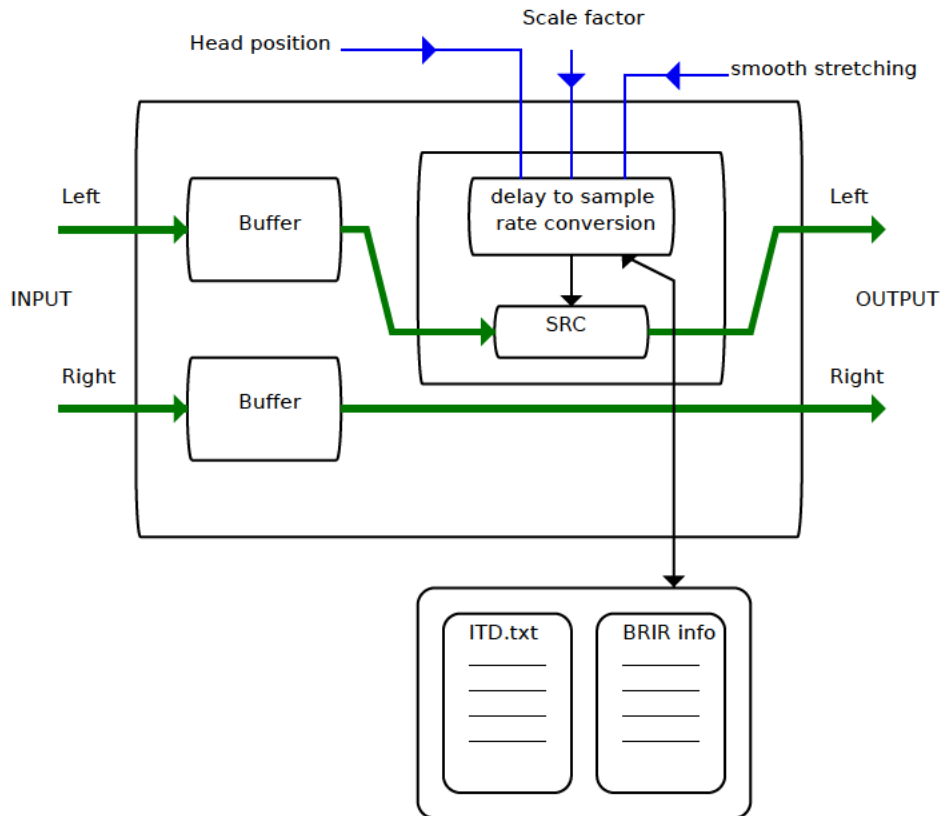 Scale factor
Head position
smooth stretching
Left
Buffer
delay to sample
rate conversion
Left
INPUT
OUTPUT
SRC
Right
Buffer
Right
ITD.txt
BRIR info